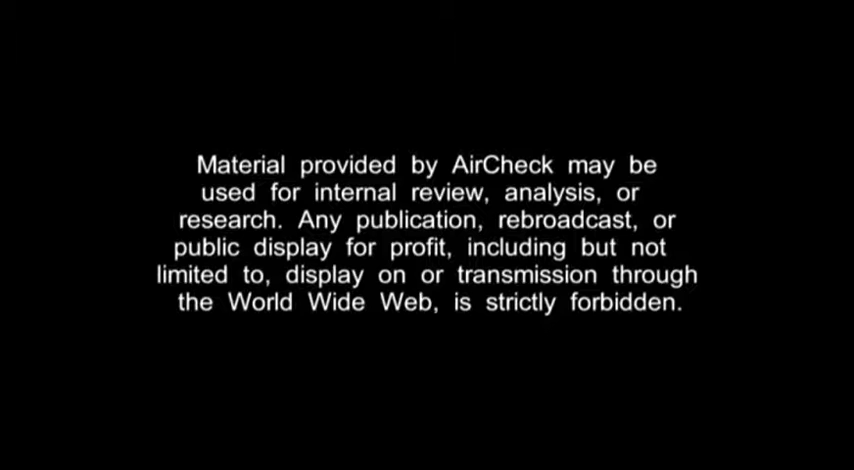 Material provided by AirCheck may be
used for internal review, analysis, or
research. Any publication, rebroadcast, or
public display for profit, including but not
limited to, display on or transmission through
the World Wide Web, is strictly forbidden.